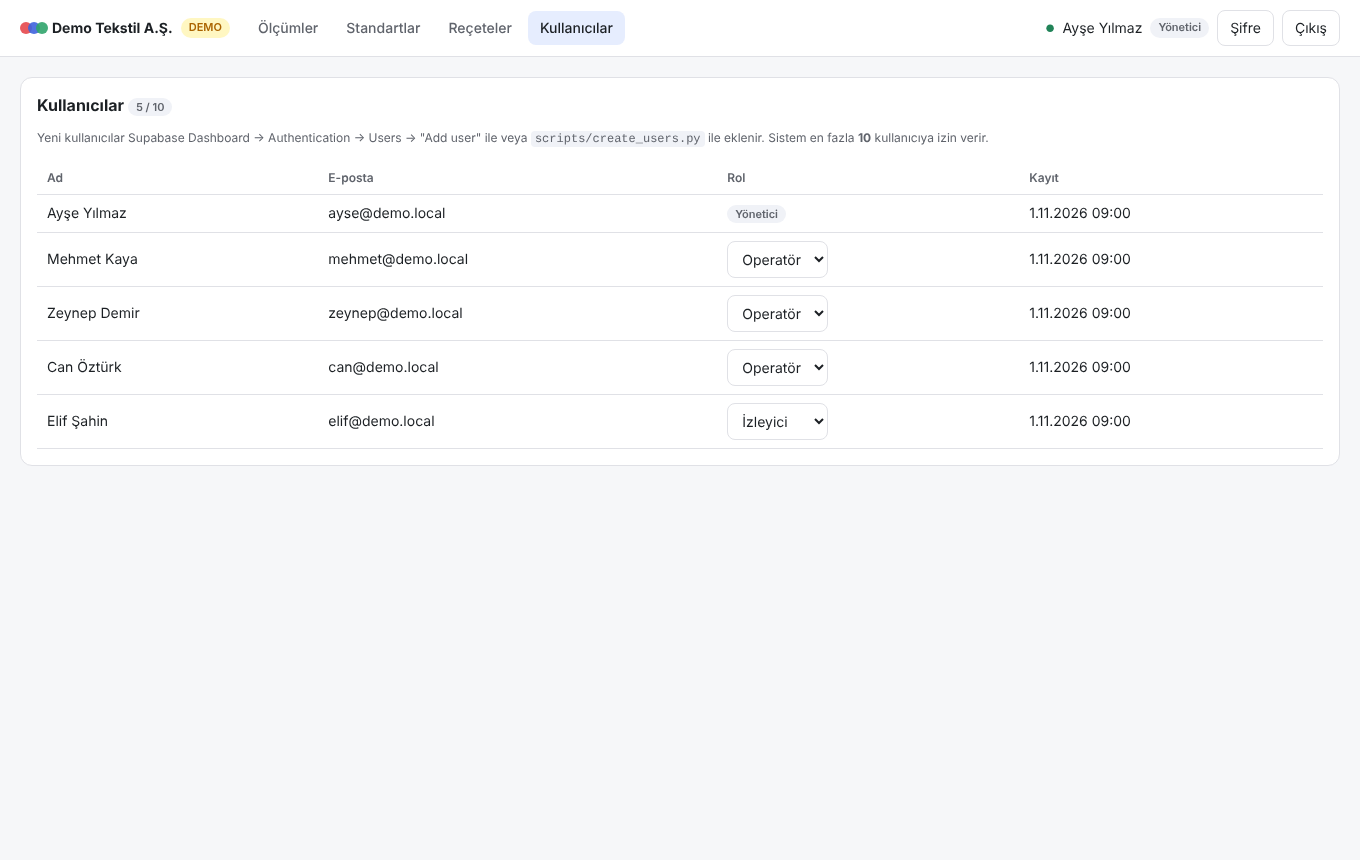 Demo Tekstil A.Ş. DEMO Ölçümler Standartlar Reçeteler Kullanıcılar Ayşe Yılmaz Yönetici Şifre Çıkış
Kullanıcılar 5 / 10
Yeni kullanıcılar Supabase Dashboard → Authentication → Users → "Add user" ile veya scripts/create_users.py ile eklenir. Sistem en fazla 10 kullanıcıya izin verir.
Ad E-posta Rol Kayıt
Ayşe Yılmaz ayse@demo.local Yönetici 1.11.2026 09:00
Mehmet Kaya mehmet@demo.local Operatör 1.11.2026 09:00
Zeynep Demir zeynep@demo.local Operatör 1.11.2026 09:00
Can Öztürk can@demo.local Operatör 1.11.2026 09:00
Elif Şahin elif@demo.local İzleyici 1.11.2026 09:00